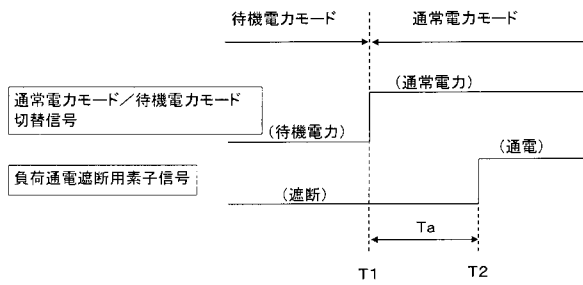 待機電力モード
通常電力モード
通常電力モード／待機電力モード
切替信号
(通常電力)
(待機電力)
(通電)
負荷通電遮断用素子信号
(遮断)
Ta
T1
T2